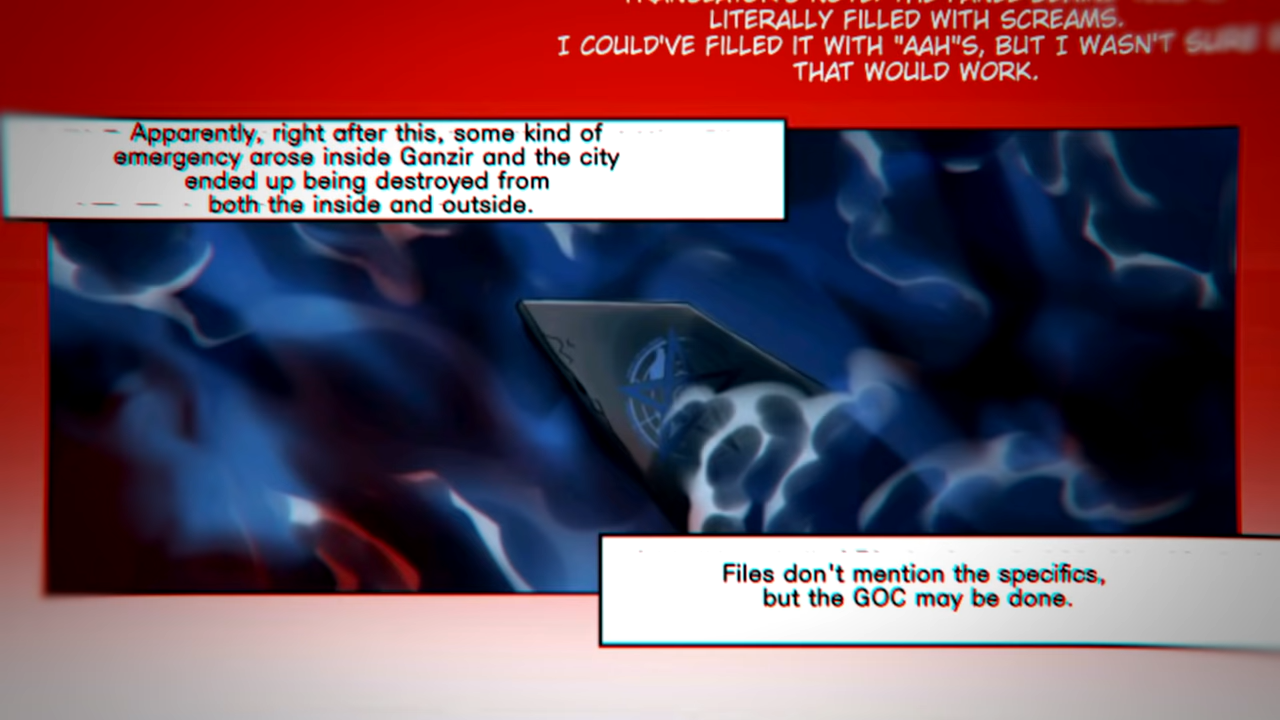 LITERALLY FILLED WITH SCREAMS.
I COULD'VE FILLED IT WITH "AAH"S, BUT I WASN'T SURE
THAT WOULD WORK.
Apparently, right after this, some kind of
emergency arose inside Ganzir and the city
ended up being destroyed from
both the inside and outside.
Files don't mention the specifics,
but the GOC may be done.